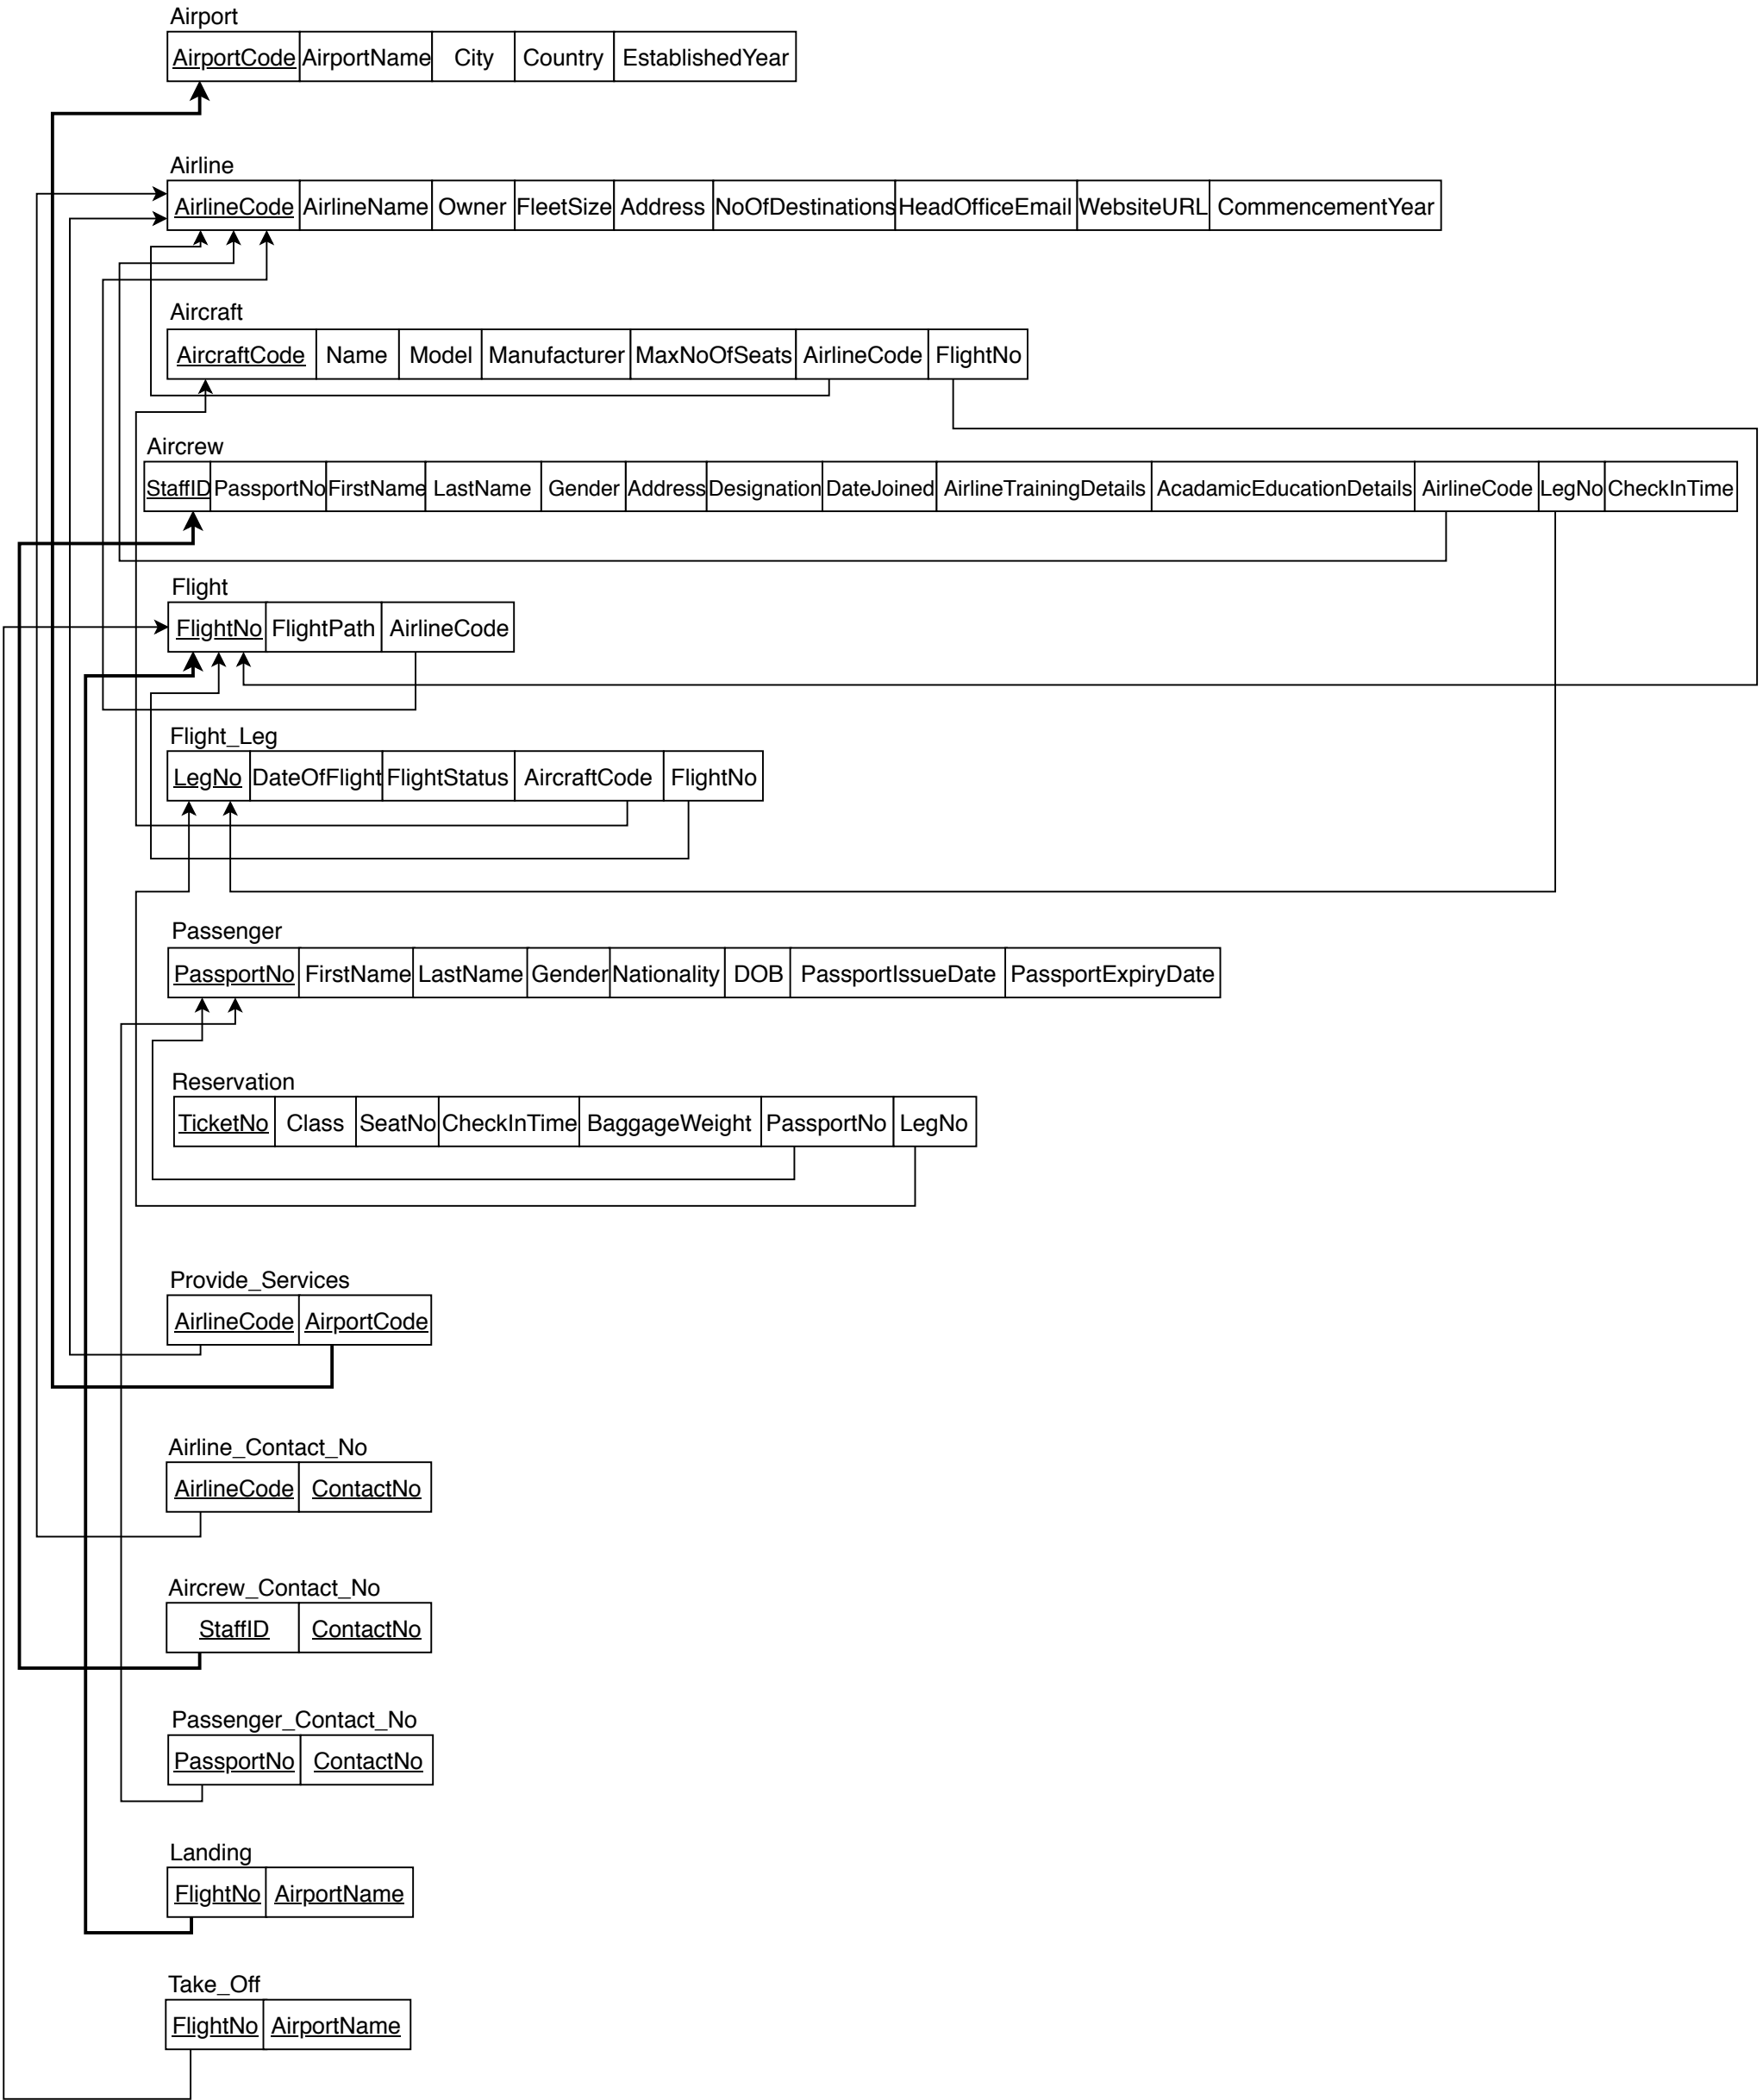 Airport
AirportCode AirportName City Country EstablishedYear
Airline
AirlineCode AirlineName Owner FleetSize Address NoOfDestinations HeadOfficeEmail WebsiteURL CommencementYear
Aircraft
AircraftCode Name Model Manufacturer MaxNoOfSeats AirlineCode FlightNo
Aircrew
StaffID PassportNo FirstName LastName Gender Address Designation DateJoined AirlineTrainingDetails AcadamicEducationDetails AirlineCode LegNo CheckInTime
Flight
FlightNo FlightPath AirlineCode
Flight_Leg
LegNo DateOfFlight FlightStatus AircraftCode FlightNo
Passenger
PassportNo FirstName LastName Gender Nationality DOB PassportIssueDate PassportExpiryDate
Reservation
TicketNo Class SeatNo CheckInTime BaggageWeight PassportNo LegNo
Provide_Services
AirlineCode AirportCode
Airline_Contact_No
AirlineCode ContactNo
Aircrew_Contact_No
StaffID ContactNo
Passenger_Contact_No
PassportNo ContactNo
Landing
FlightNo AirportName
Take_Off
FlightNo AirportName